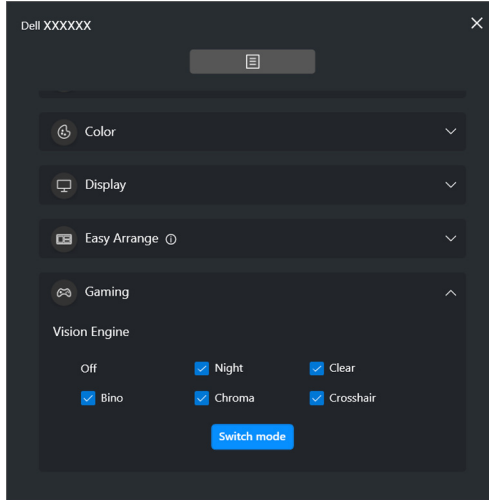 Dell XXXXXX
Color
Display
Easy Arrange
Gaming
Vision Engine
Off Night Clear
Bino Chroma Crosshair
Switch mode